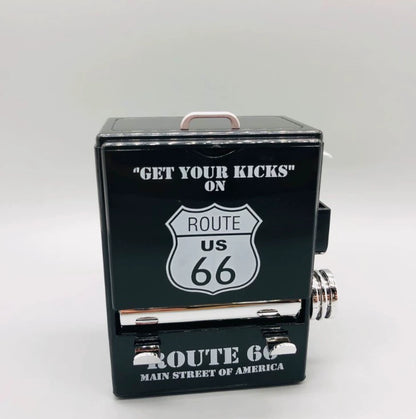 "GET YOUR KICKS"
ON
ROUTE
US
66
ROUTE 66
MAIN STREET OF AMERICA